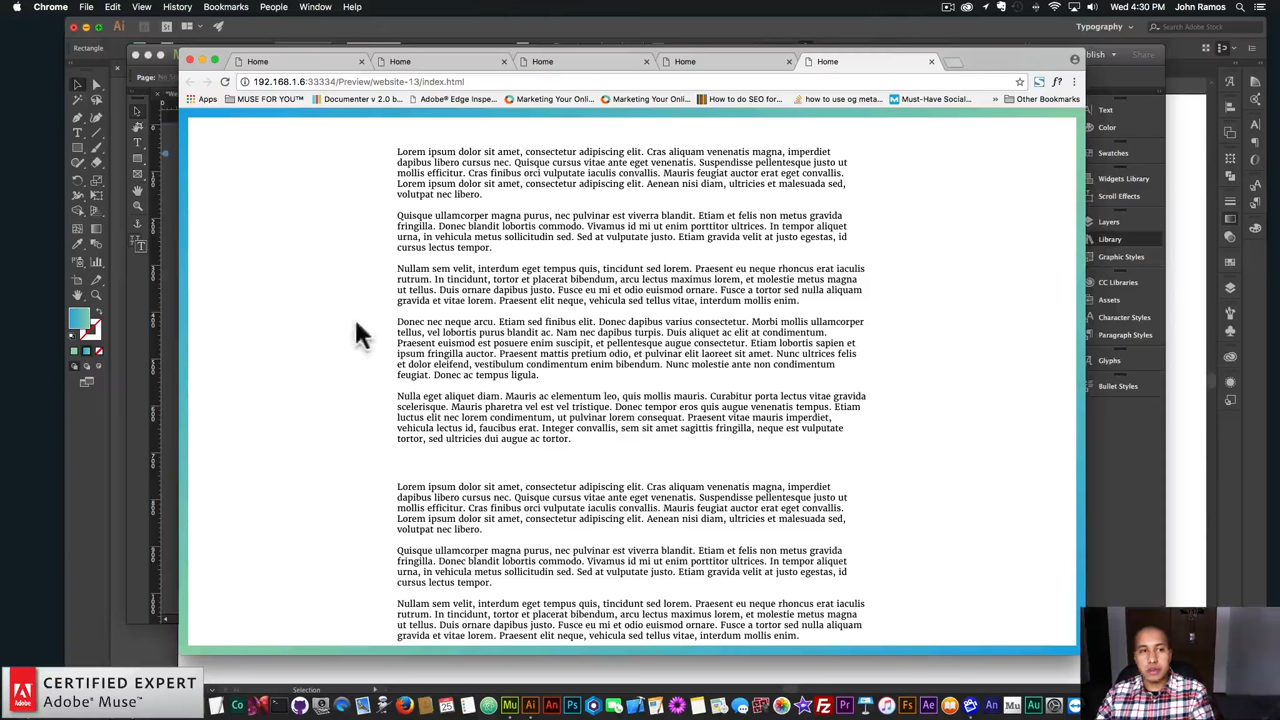 Chrome File Edit View History Bookmarks People Window Help
Wed 4:30 PM John Ramos
Typography
Search Adobe Stock
Rectangle
Publish Share
Page: No
Home
Home
Home
Home
Home
192.168.1.6:33334/Preview/website-13/index.html
Apps MUSE FOR YOU™ Documenter v 2.0 b... Adobe® Edge Inspe... Marketing Your Onli... Marketing Your Onli... How to do SEO for... how to use og meta... Must-Have Social... » Other Bookmarks
Lorem ipsum dolor sit amet, consectetur adipiscing elit. Cras aliquam venenatis magna, imperdiet
dapibus libero cursus nec. Quisque cursus vitae ante eget venenatis. Suspendisse pellentesque justo ut
mollis efficitur. Cras finibus orci vulputate iaculis convallis. Mauris feugiat auctor erat eget convallis.
Lorem ipsum dolor sit amet, consectetur adipiscing elit. Aenean nisi diam, ultricies et malesuada sed,
volutpat nec libero.
Quisque ullamcorper magna purus, nec pulvinar est viverra blandit. Etiam et felis non metus gravida
fringilla. Donec blandit lobortis commodo. Vivamus id mi ut enim porttitor ultrices. In tempor aliquet
urna, in vehicula metus sollicitudin sed. Sed at vulputate justo. Etiam gravida velit at justo egestas, id
cursus lectus tempor.
Nullam sem velit, interdum eget tempus quis, tincidunt sed lorem. Praesent eu neque rhoncus erat iaculis
rutrum. In tincidunt, tortor et placerat bibendum, arcu lectus maximus lorem, et molestie metus magna
ut tellus. Duis ornare dapibus justo. Fusce eu mi et odio euismod ornare. Fusce a tortor sed nulla aliquam
gravida et vitae lorem. Praesent elit neque, vehicula sed tellus vitae, interdum mollis enim.
Donec nec neque arcu. Etiam sed finibus elit. Donec dapibus varius consectetur. Morbi mollis ullamcorper
tellus, vel lobortis purus blandit ac. Nam nec dapibus turpis. Duis aliquet ac elit at condimentum.
Praesent euismod est posuere enim suscipit, et pellentesque augue consectetur. Etiam lobortis sapien et
ipsum fringilla auctor. Praesent mattis pretium odio, et pulvinar elit laoreet sit amet. Nunc ultrices felis
et dolor eleifend, vestibulum condimentum enim bibendum. Nunc molestie ante non condimentum
feugiat. Donec ac tempus ligula.
Nulla eget aliquet diam. Mauris ac elementum leo, quis mollis mauris. Curabitur porta lectus vitae gravida
scelerisque. Mauris pharetra vel est vel tristique. Donec tempor eros quis augue venenatis tempus. Etiam
luctus elit nec lorem condimentum, ut pulvinar lorem consequat. Praesent vitae mauris imperdiet,
vehicula lectus id, faucibus erat. Integer convallis, sem sit amet sagittis fringilla, neque est vulputate
tortor, sed ultricies dui augue ac tortor.
Lorem ipsum dolor sit amet, consectetur adipiscing elit. Cras aliquam venenatis magna, imperdiet
dapibus libero cursus nec. Quisque cursus vitae ante eget venenatis. Suspendisse pellentesque justo ut
mollis efficitur. Cras finibus orci vulputate iaculis convallis. Mauris feugiat auctor erat eget convallis.
Lorem ipsum dolor sit amet, consectetur adipiscing elit. Aenean nisi diam, ultricies et malesuada sed,
volutpat nec libero.
Quisque ullamcorper magna purus, nec pulvinar est viverra blandit. Etiam et felis non metus gravida
fringilla. Donec blandit lobortis commodo. Vivamus id mi ut enim porttitor ultrices. In tempor aliquet
urna, in vehicula metus sollicitudin sed. Sed at vulputate justo. Etiam gravida velit at justo egestas, id
cursus lectus tempor.
Nullam sem velit, interdum eget tempus quis, tincidunt sed lorem. Praesent eu neque rhoncus erat iaculis
rutrum. In tincidunt, tortor et placerat bibendum, arcu lectus maximus lorem, et molestie metus magna
ut tellus. Duis ornare dapibus justo. Fusce eu mi et odio euismod ornare. Fusce a tortor sed nulla aliquam
gravida et vitae lorem. Praesent elit neque, vehicula sed tellus vitae, interdum mollis enim.
Text
Color
Swatches
Widgets Library
Scroll Effects
Layers
Library
Graphic Styles
CC Libraries
Assets
Character Styles
Paragraph Styles
Glyphs
Bullet Styles
Selection
CERTIFIED EXPERT
Adobe® Muse™